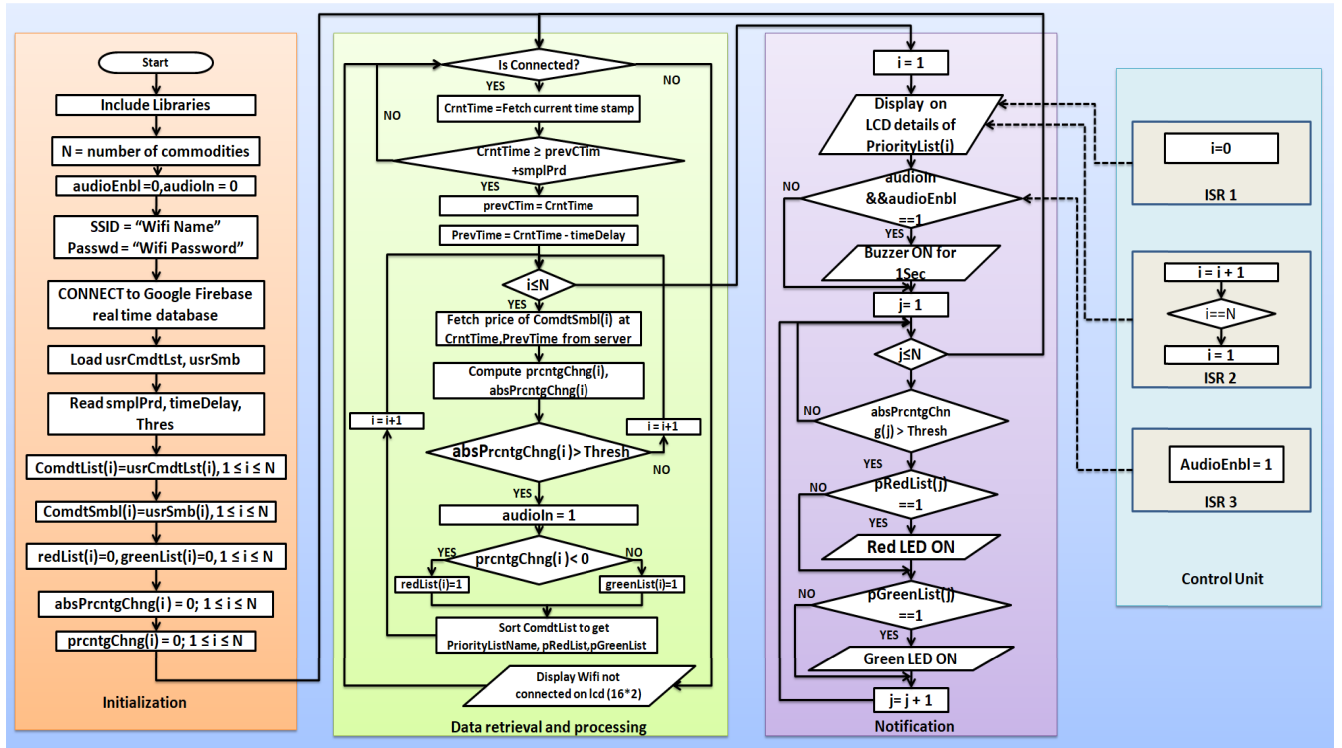 Start
Include Libraries
N = number of commodities
audioEnbl =0,audioIn = 0
SSID = “Wifi Name”
Passwd = “Wifi Password”
CONNECT to Google Firebase
real time database
Load usrCmdtLst, usrSmb
Read smplPrd, timeDelay,
Thres
ComdtList(i)=usrCmdtLst(i), 1 ≤ i ≤ N
ComdtSmbl(i)=usrSmb(i), 1 ≤ i ≤ N
redList(i)=0, greenList(i)=0, 1 ≤ i ≤ N
absPrcntgChng(i) = 0; 1 ≤ i ≤ N
prcntgChng(i) = 0; 1 ≤ i ≤ N
Initialization
Is Connected?
NO
YES
CrntTime =Fetch current time stamp
NO
CrntTime ≥ prevCTim
+smplPrd
YES
prevCTim = CrntTime
PrevTime = CrntTime - timeDelay
i≤N
YES
Fetch price of ComdtSmbl(i) at
CrntTime,PrevTime from server
Compute prcntgChng(i),
absPrcntgChng(i)
i = i+1
i = i+1
absPrcntgChng(i) > Thresh
NO
YES
audioIn = 1
YES
NO
prcntgChng(i) < 0
redList(i)=1
greenList(i)=1
Sort ComdtList to get
PriorityListName, pRedList,pGreenList
Display Wifi not
connected on lcd (16*2)
Data retrieval and processing
i = 1
Display on
LCD details of
PriorityList(i)
NO
audioIn
&&audioEnbl
==1
YES
Buzzer ON for
1Sec
j= 1
j≤N
NO
absPrcntgChn
g(j) > Thresh
YES
NO
pRedList(j)
==1
YES
Red LED ON
NO
pGreenList(j)
==1
YES
Green LED ON
j= j + 1
Notification
i=0
ISR 1
i = i + 1
i==N
i = 1
ISR 2
AudioEnbl = 1
ISR 3
Control Unit